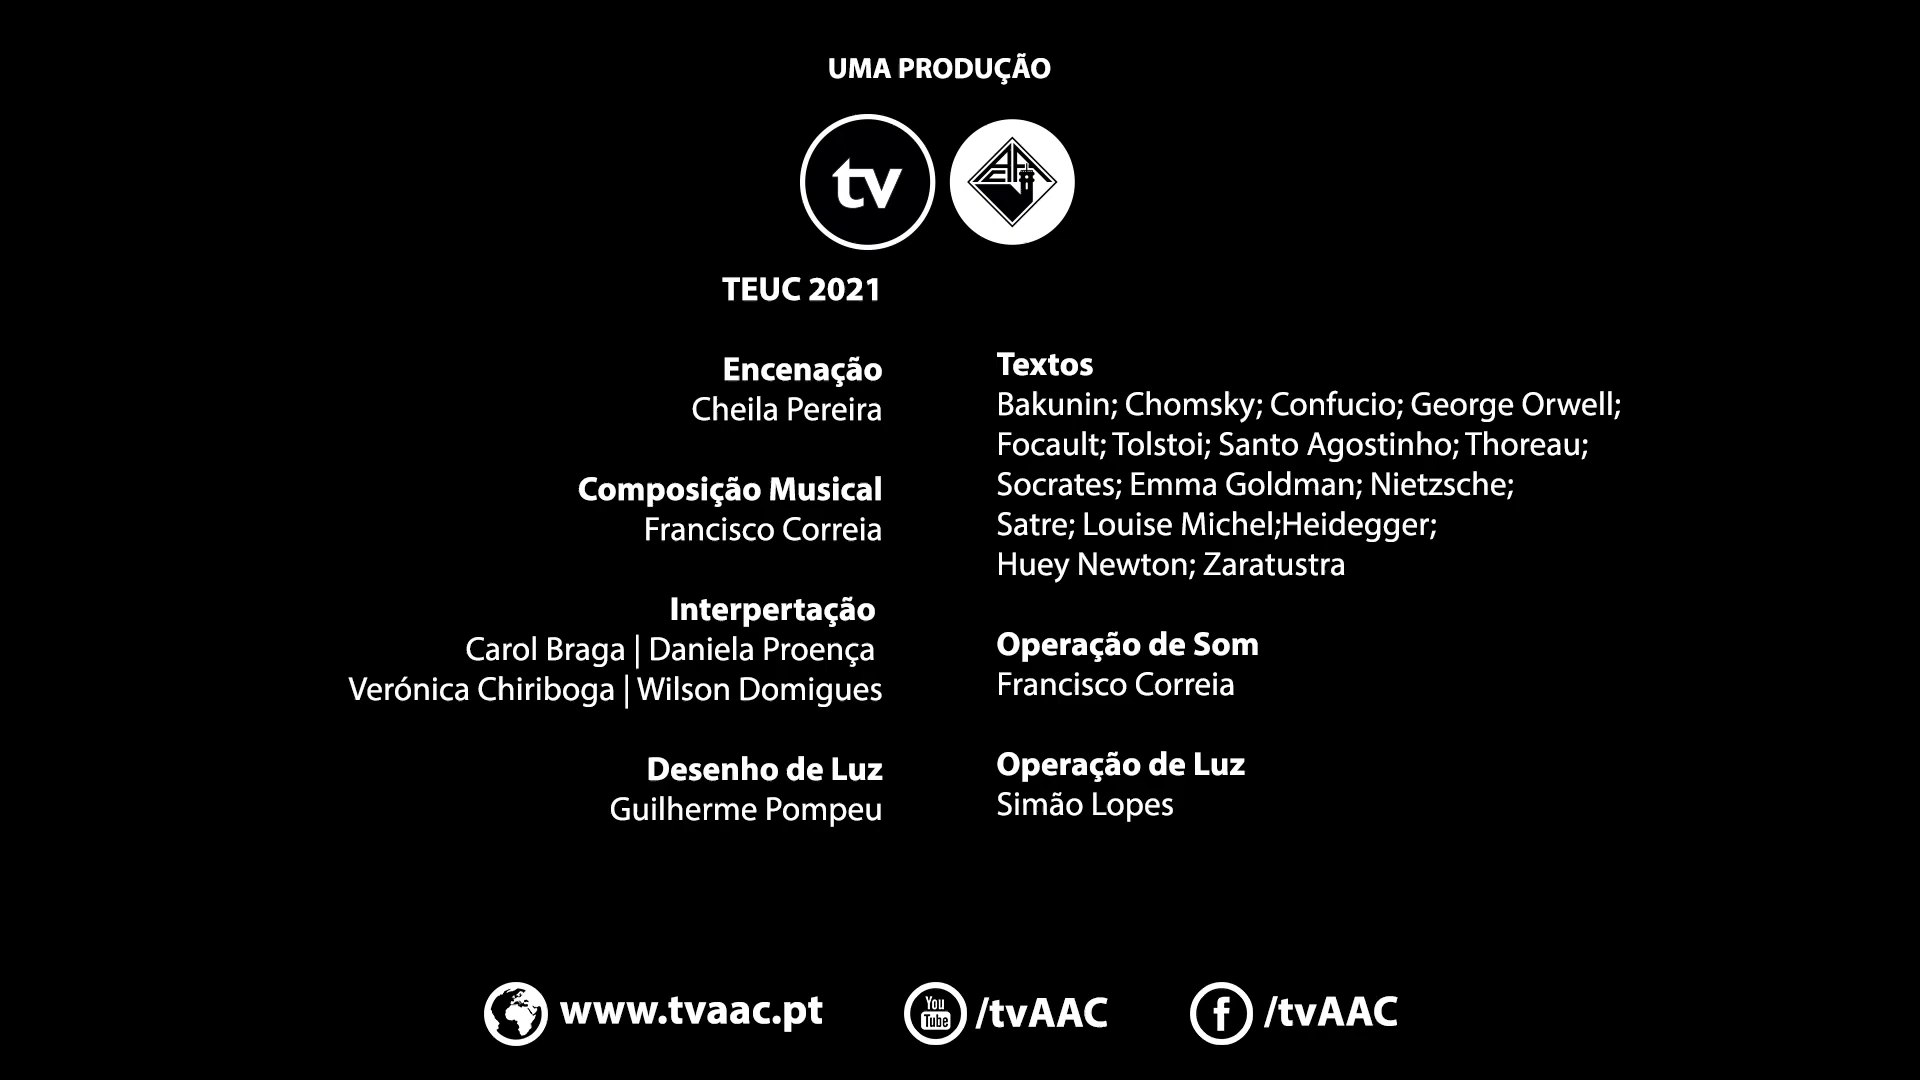 UMA PRODUÇÃO
tv
TEUC 2021
Encenação
Cheila Pereira
Composição Musical
Francisco Correia
Interpertação
Carol Braga | Daniela Proença
Verónica Chiriboga | Wilson Domigues
Desenho de Luz
Guilherme Pompeu
Textos
Bakunin; Chomsky; Confucio; George Orwell;
Focault; Tolstoi; Santo Agostinho; Thoreau;
Socrates; Emma Goldman; Nietzsche;
Satre; Louise Michel;Heidegger;
Huey Newton; Zaratustra
Operação de Som
Francisco Correia
Operação de Luz
Simão Lopes
www.tvaac.pt
You
Tube
/tvAAC
f
/tvAAC